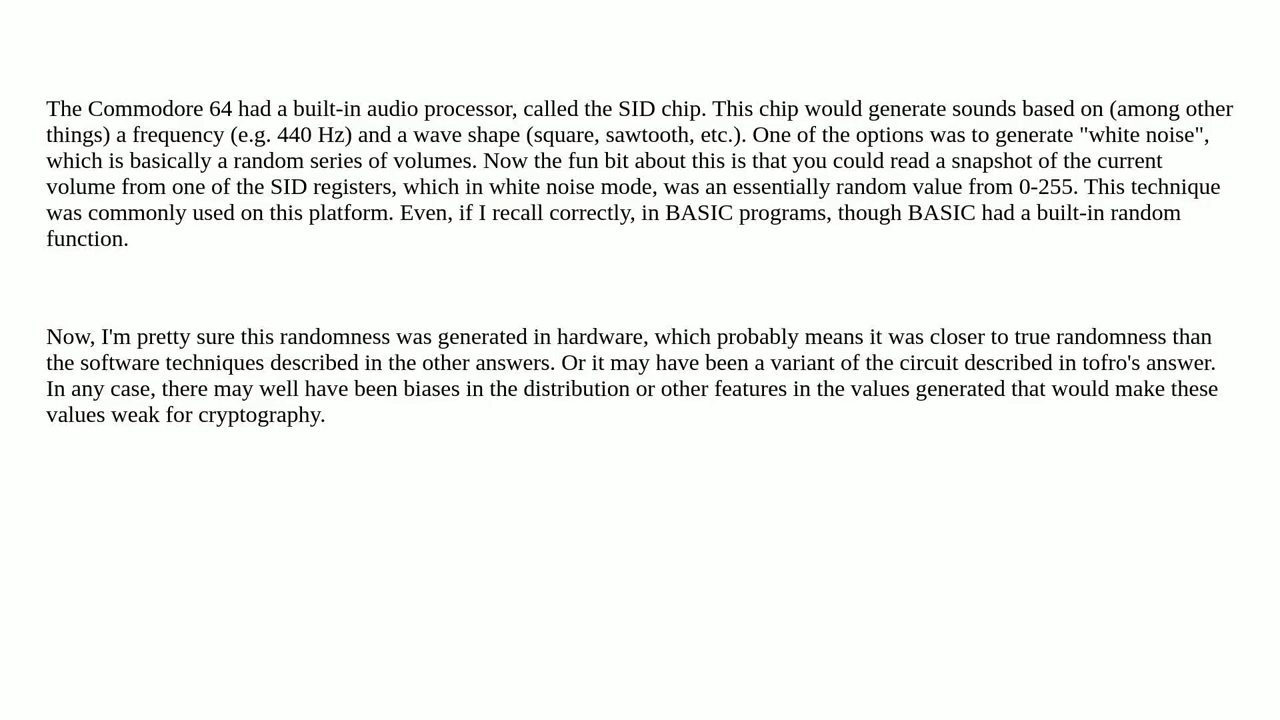 The Commodore 64 had a built-in audio processor, called the SID chip. This chip would generate sounds based on (among other
things) a frequency (e.g. 440 Hz) and a wave shape (square, sawtooth, etc.). One of the options was to generate "white noise",
which is basically a random series of volumes. Now the fun bit about this is that you could read a snapshot of the current
volume from one of the SID registers, which in white noise mode, was an essentially random value from 0-255. This technique
was commonly used on this platform. Even, if I recall correctly, in BASIC programs, though BASIC had a built-in random
function.
Now, I'm pretty sure this randomness was generated in hardware, which probably means it was closer to true randomness than
the software techniques described in the other answers. Or it may have been a variant of the circuit described in tofro's answer.
In any case, there may well have been biases in the distribution or other features in the values generated that would make these
values weak for cryptography.